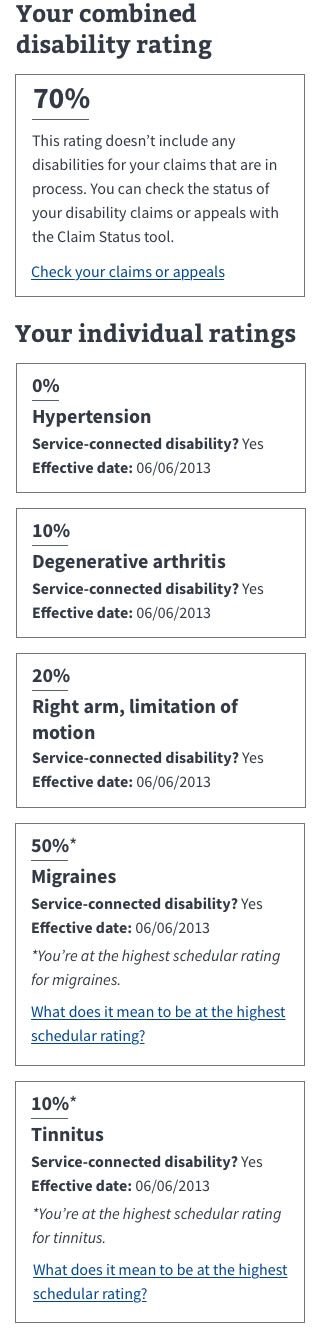 Your combined
disability rating
70%
This rating doesn’t include any
disabilities for your claims that are in
process. You can check the status of
your disability claims or appeals with
the Claim Status tool.
Check your claims or appeals
Your individual ratings
0%
Hypertension
Service-connected disability? Yes
Effective date: 06/06/2013
10%
Degenerative arthritis
Service-connected disability? Yes
Effective date: 06/06/2013
20%
Right arm, limitation of
motion
Service-connected disability? Yes
Effective date: 06/06/2013
50%*
Migraines
Service-connected disability? Yes
Effective date: 06/06/2013
*You’re at the highest schedular rating
for migraines.
What does it mean to be at the highest
schedular rating?
10%*
Tinnitus
Service-connected disability? Yes
Effective date: 06/06/2013
*You’re at the highest schedular rating
for tinnitus.
What does it mean to be at the highest
schedular rating?